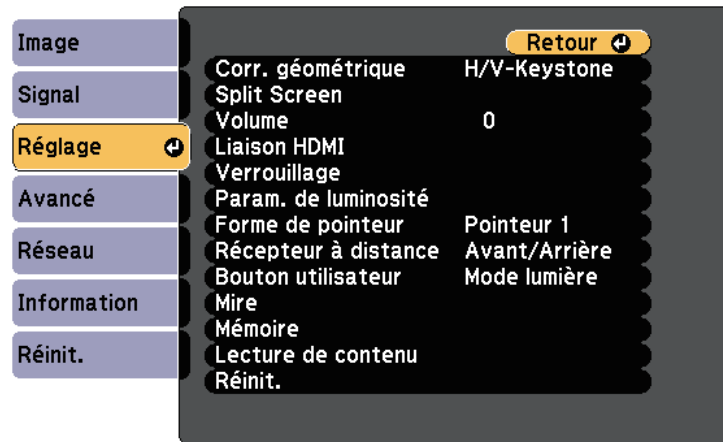 Image
Signal
Réglage
Avancé
Réseau
Information
Réinit.
Retour
Corr. géométrique H/V-Keystone
Split Screen
Volume 0
Liaison HDMI
Verrouillage
Param. de luminosité
Forme de pointeur Pointeur 1
Récepteur à distance Avant/Arrière
Bouton utilisateur Mode lumière
Mire
Mémoire
Lecture de contenu
Réinit.